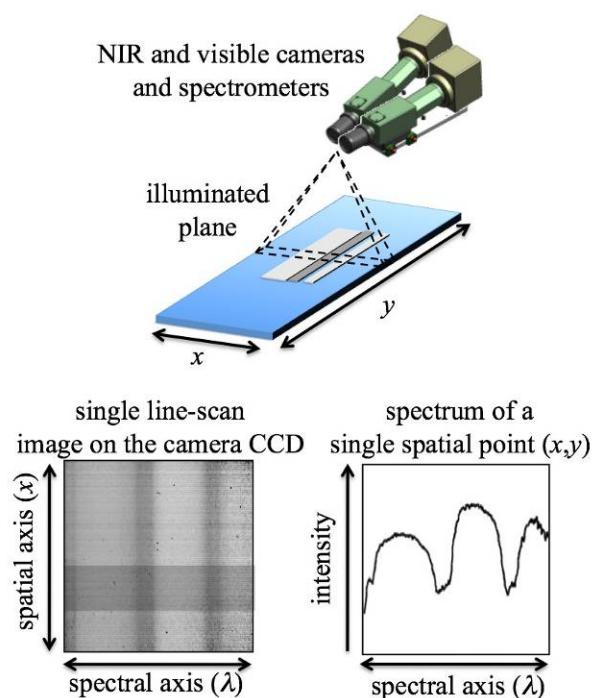 NIR and visible cameras
and spectrometers
illuminated
plane
x
y
single line-scan
image on the camera CCD
spatial axis (x)
spectral axis (λ)
spectrum of a
single spatial point (x,y)
intensity
spectral axis (λ)